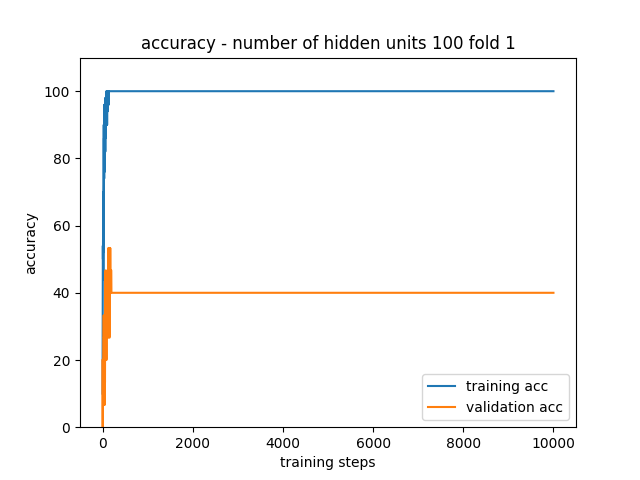 accuracy - number of hidden units 100 fold 1
100
80
60
40
20
0
accuracy
0 2000 4000 6000 8000 10000
training steps
training acc
validation acc